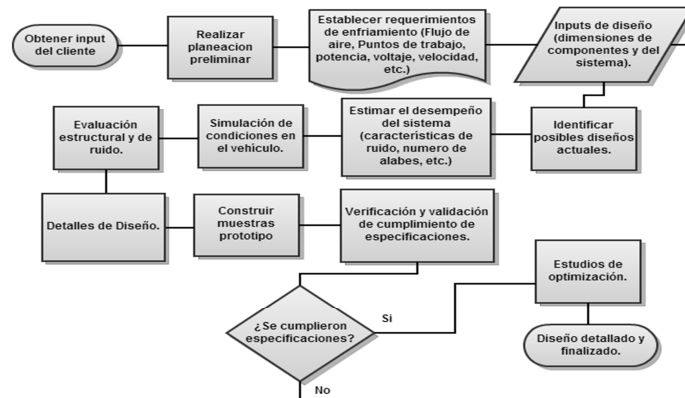 Obtener input
del cliente
Realizar
planeacion
preliminar
Establecer requerimientos
de enfriamiento (Flujo de
aire, Puntos de trabajo,
potencia, voltaje, velocidad,
etc.)
Inputs de diseño
(dimensiones de
componentes y del
sistema).
Identificar
posibles diseños
actuales.
Estimar el desempeño
del sistema
(características de
ruido, numero de
alabes, etc.)
Simulación de
condiciones en
el vehículo.
Evaluación
estructural y de
ruido.
Detalles de Diseño.
Construir
muestras
prototipo
Verificación y validación
de cumplimiento de
especificaciones.
¿Se cumplieron
especificaciones?
Si
No
Estudios de
optimización.
Diseño detallado y
finalizado.